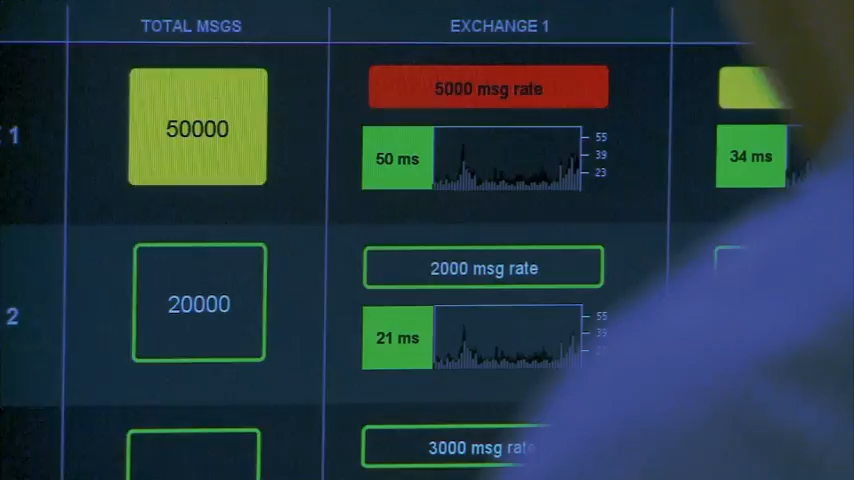 TOTAL MSGS
EXCHANGE 1
1
50000
5000 msg rate
50 ms
55
39
23
34 ms
2
20000
2000 msg rate
21 ms
55
39
3000 msg rate